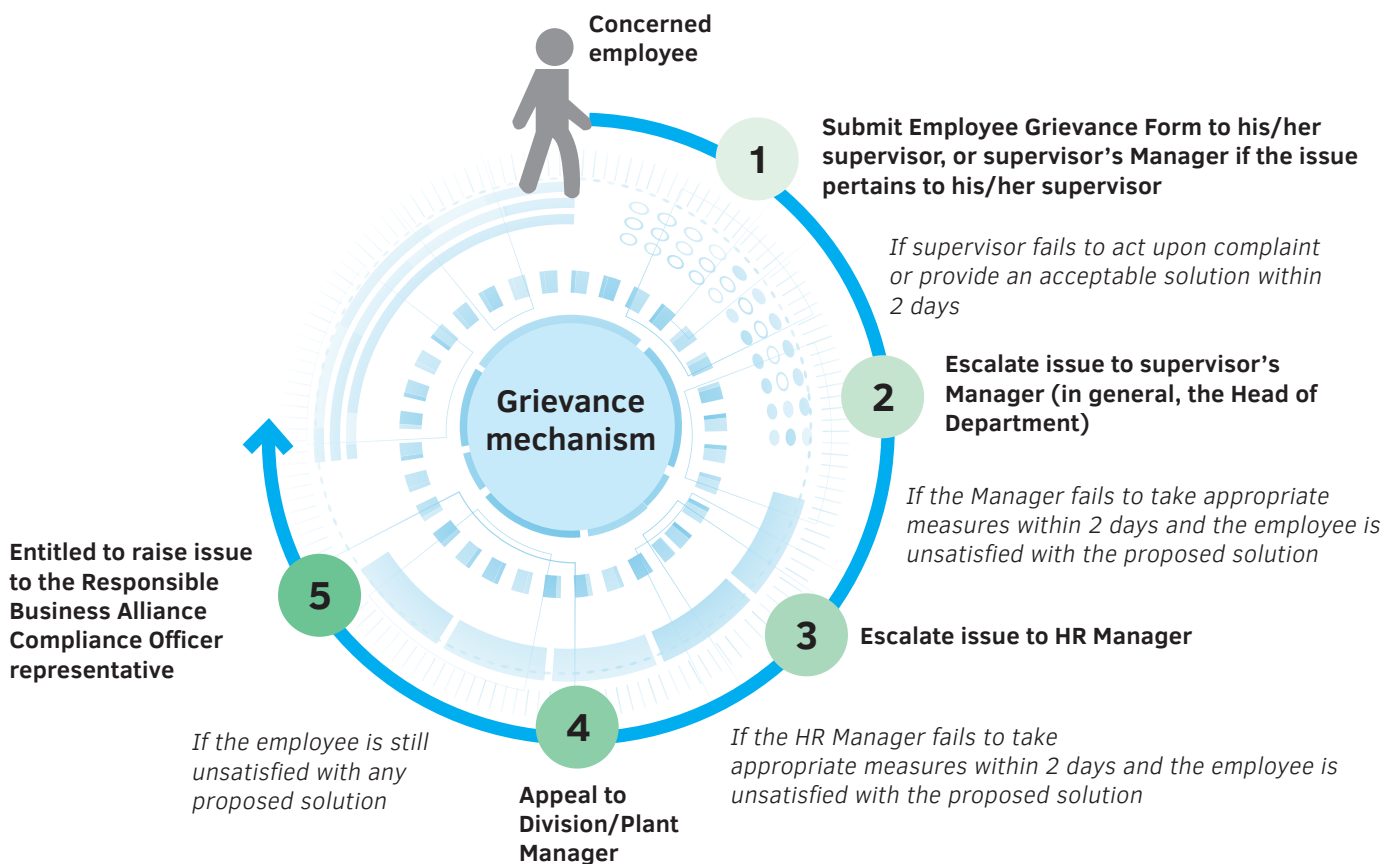 Concerned
employee
1
Submit Employee Grievance Form to his/her
supervisor, or supervisor’s Manager if the issue
pertains to his/her supervisor
If supervisor fails to act upon complaint
or provide an acceptable solution within
2 days
2
Escalate issue to supervisor’s
Manager (in general, the Head of
Department)
Grievance
mechanism
If the Manager fails to take appropriate
measures within 2 days and the employee is
unsatisfied with the proposed solution
3
Escalate issue to HR Manager
If the HR Manager fails to take
appropriate measures within 2 days and the employee is
unsatisfied with the proposed solution
4
Appeal to
Division/Plant
Manager
If the employee is still
unsatisfied with any
proposed solution
5
Entitled to raise issue
to the Responsible
Business Alliance
Compliance Officer
representative